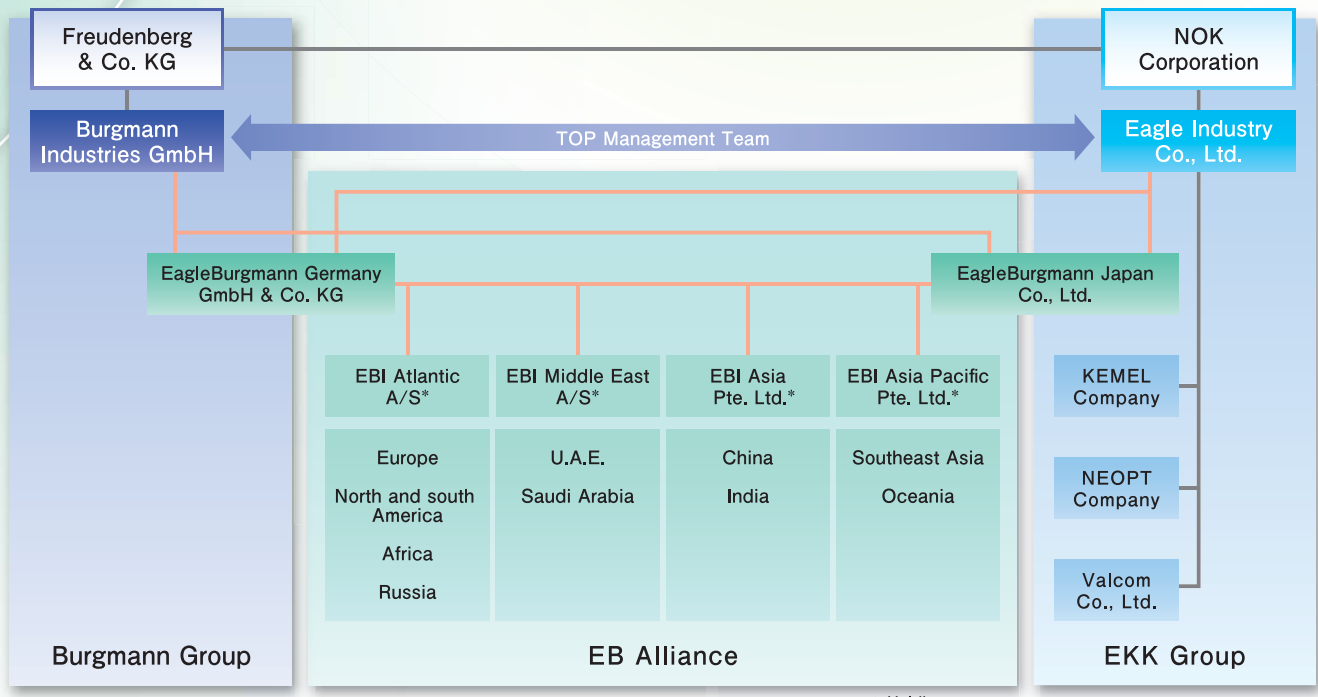 Freudenberg
& Co. KG
NOK
Corporation
Burgmann
Industries GmbH
TOP Management Team
Eagle Industry
Co., Ltd.
EagleBurgmann Germany
GmbH & Co. KG
EagleBurgmann Japan
Co., Ltd.
EBI Atlantic
A/S*
EBI Middle East
A/S*
EBI Asia
Pte. Ltd.*
EBI Asia Pacific
Pte. Ltd.*
KEMEL
Company
Europe
North and south
America
Africa
Russia
U.A.E.
Saudi Arabia
China
India
Southeast Asia
Oceania
NEOPT
Company
Valcom
Co., Ltd.
Burgmann Group
EB Alliance
EKK Group